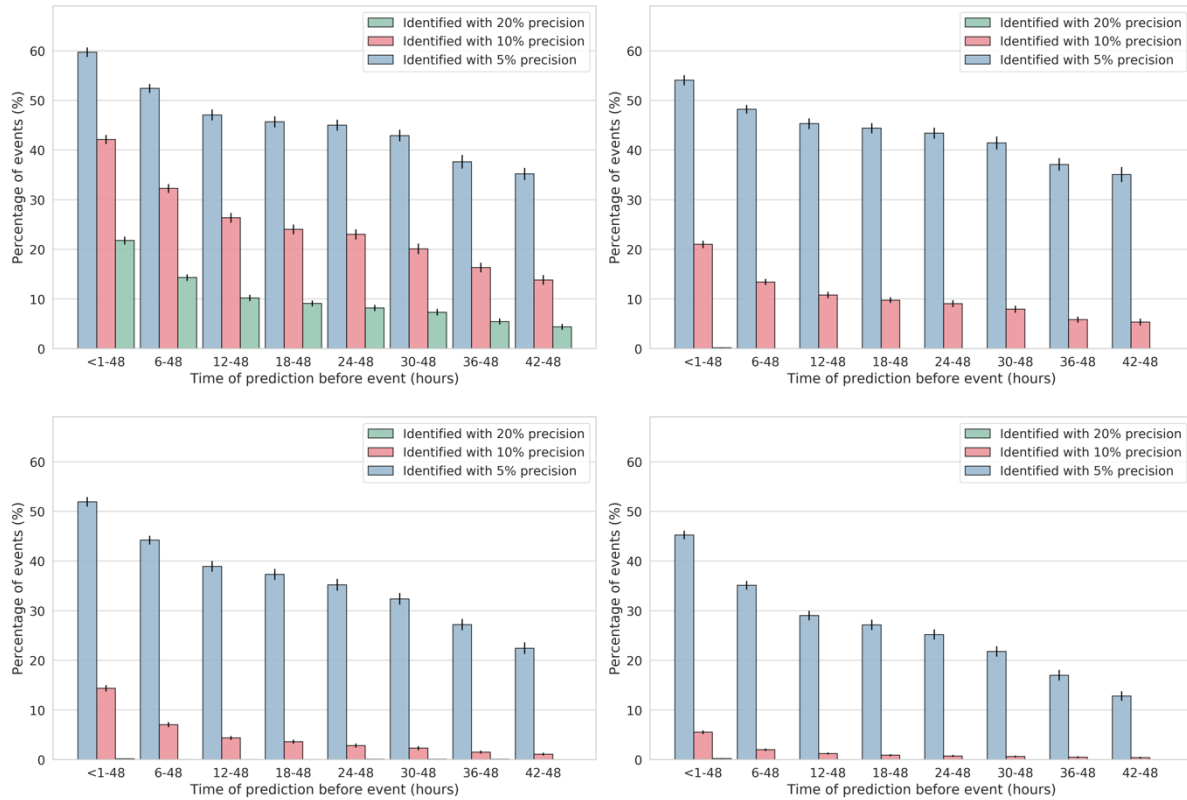 Identified with 20% precision
Identified with 10% precision
Identified with 5% precision
Percentage of events (%)
60
50
40
30
20
10
0
<1-48 6-48 12-48 18-48 24-48 30-48 36-48 42-48
Time of prediction before event (hours)
Identified with 20% precision
Identified with 10% precision
Identified with 5% precision
Percentage of events (%)
60
50
40
30
20
10
0
<1-48 6-48 12-48 18-48 24-48 30-48 36-48 42-48
Time of prediction before event (hours)
Identified with 20% precision
Identified with 10% precision
Identified with 5% precision
Percentage of events (%)
60
50
40
30
20
10
0
<1-48 6-48 12-48 18-48 24-48 30-48 36-48 42-48
Time of prediction before event (hours)
Identified with 20% precision
Identified with 10% precision
Identified with 5% precision
Percentage of events (%)
60
50
40
30
20
10
0
<1-48 6-48 12-48 18-48 24-48 30-48 36-48 42-48
Time of prediction before event (hours)